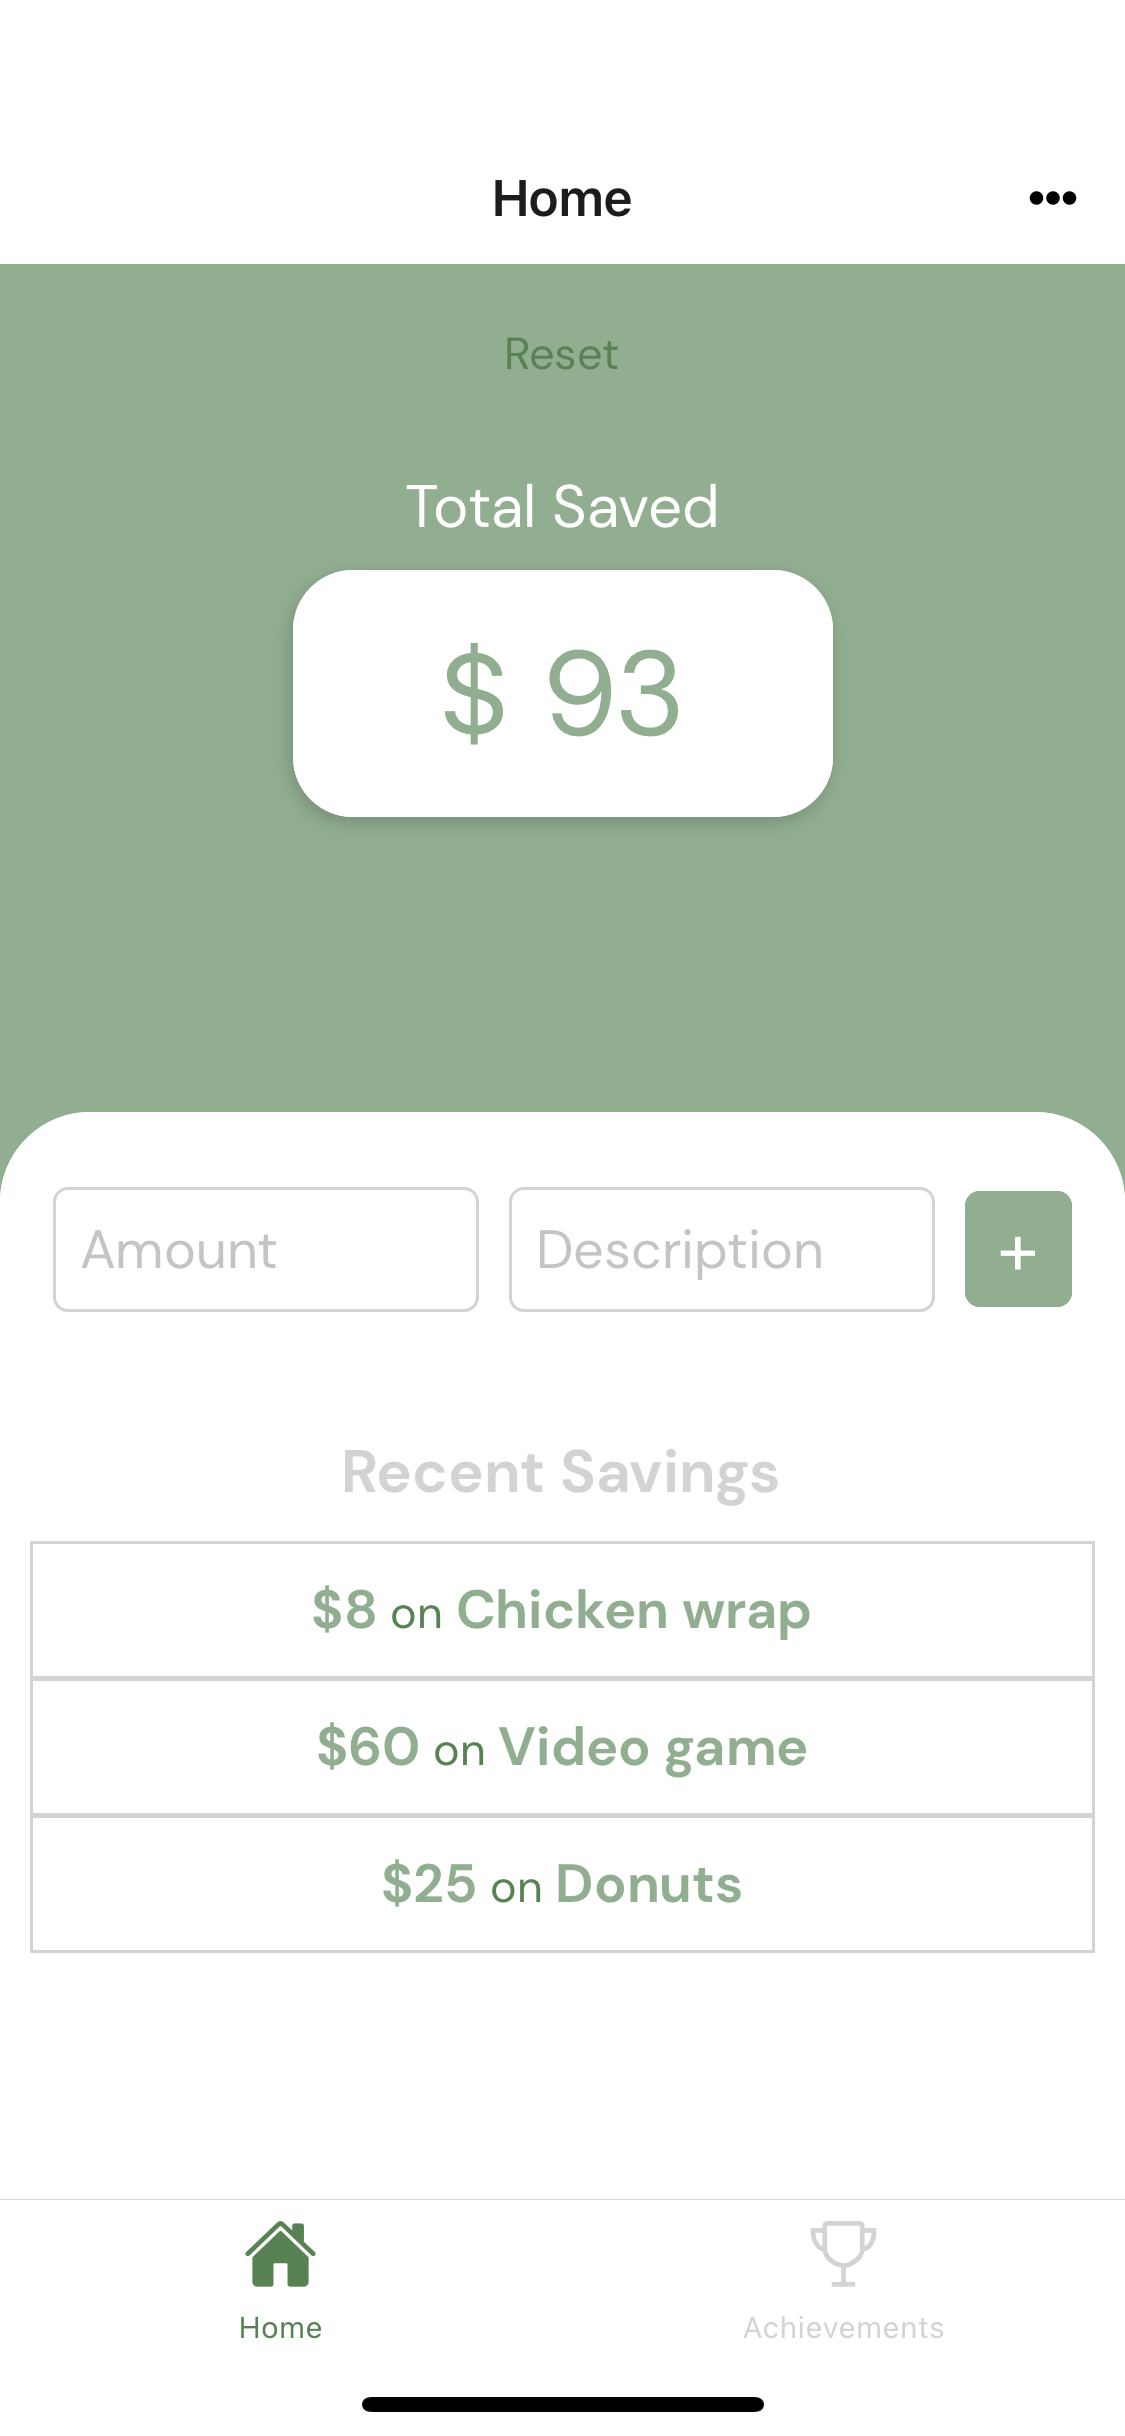 Home
Reset
Total Saved
$ 93
Amount Description +
Recent Savings
$8 on Chicken wrap
$60 on Video game
$25 on Donuts
Home Achievements